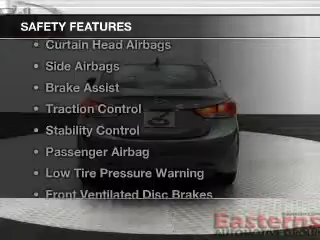 SAFETY FEATURES
• Curtain Head Airbags
• Side Airbags
• Brake Assist
• Traction Control
• Stability Control
• Passenger Airbag
• Low Tire Pressure Warning
• Front Ventilated Disc Brakes
Easterns